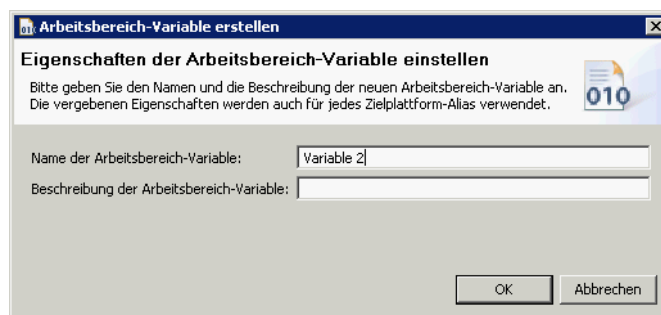 Arbeitsbereich-Variable erstellen
Eigenschaften der Arbeitsbereich-Variable einstellen
Bitte geben Sie den Namen und die Beschreibung der neuen Arbeitsbereich-Variable an.
Die vergebenen Eigenschaften werden auch für jedes Zielplattform-Alias verwendet.
010
Name der Arbeitsbereich-Variable: Variable 2
Beschreibung der Arbeitsbereich-Variable:
OK Abbrechen